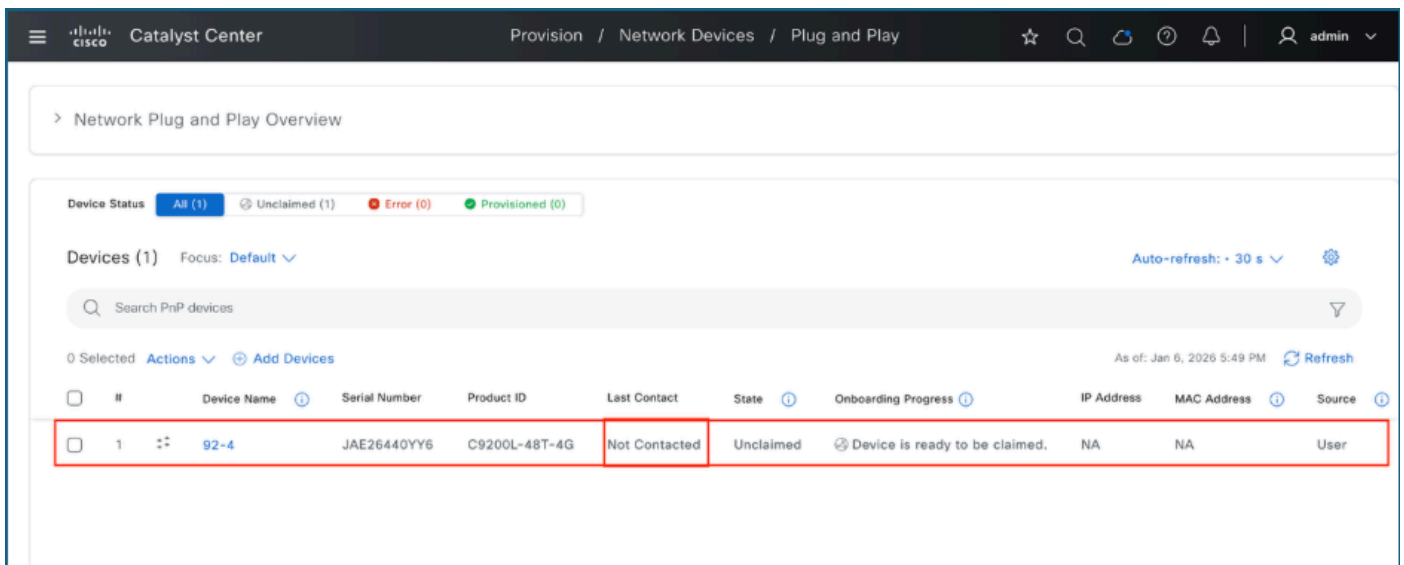 cisco Catalyst Center Provision / Network Devices / Plug and Play admin
Network Plug and Play Overview
Device Status All (1) Unclaimed (1) Error (0) Provisioned (0)
Devices (1) Focus: Default Auto-refresh: • 30 s
Search PnP devices
0 Selected Actions Add Devices As of: Jan 6, 2026 5:49 PM Refresh
# Device Name Serial Number Product ID Last Contact State Onboarding Progress IP Address MAC Address Source
1 92-4 JAE26440YY6 C9200L-48T-4G Not Contacted Unclaimed Device is ready to be claimed. NA NA User